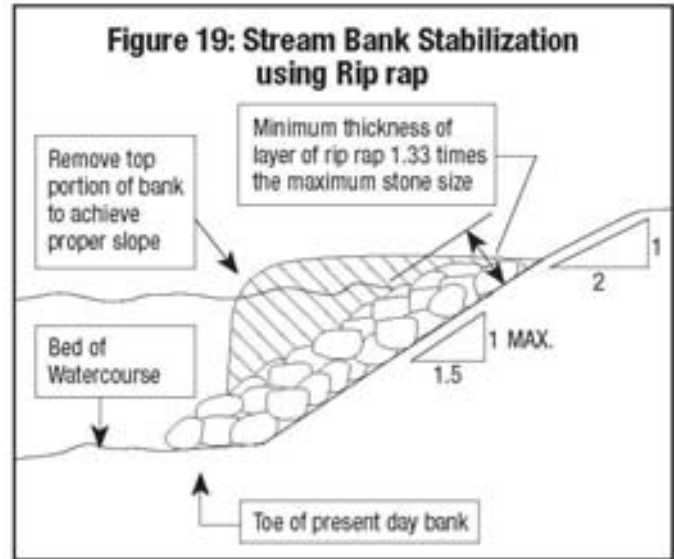 Figure 19: Stream Bank Stabilization
using Rip rap
Minimum thickness of
layer of rip rap 1.33 times
the maximum stone size
Remove top
portion of bank
to achieve
proper slope
1
2
1 MAX.
1.5
Bed of
Watercourse
Toe of present day bank